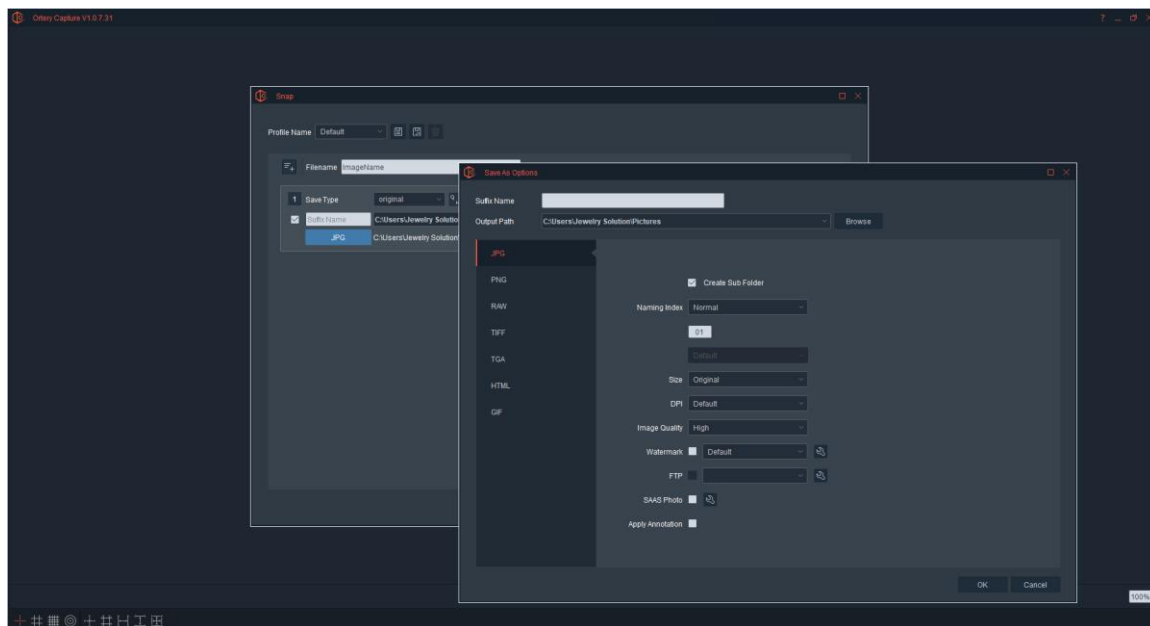 Ortery Capture V1.0.7.31
?
Snap
Profile Name Default
Filename ImageName
1 Save Type original
Suffix Name C:\Users\Jewelry Solutio
JPG C:\Users\Jewelry Solution\
Save As Options
Suffix Name
Output Path C:\Users\Jewelry Solution\Pictures Browse
JPG
PNG
RAW
TIFF
TGA
HTML
GIF
Create Sub Folder
Naming Index Normal
01
Default
Size Original
DPI Default
Image Quality High
Watermark Default
FTP
SAAS Photo
Apply Annotation
OK Cancel
100%